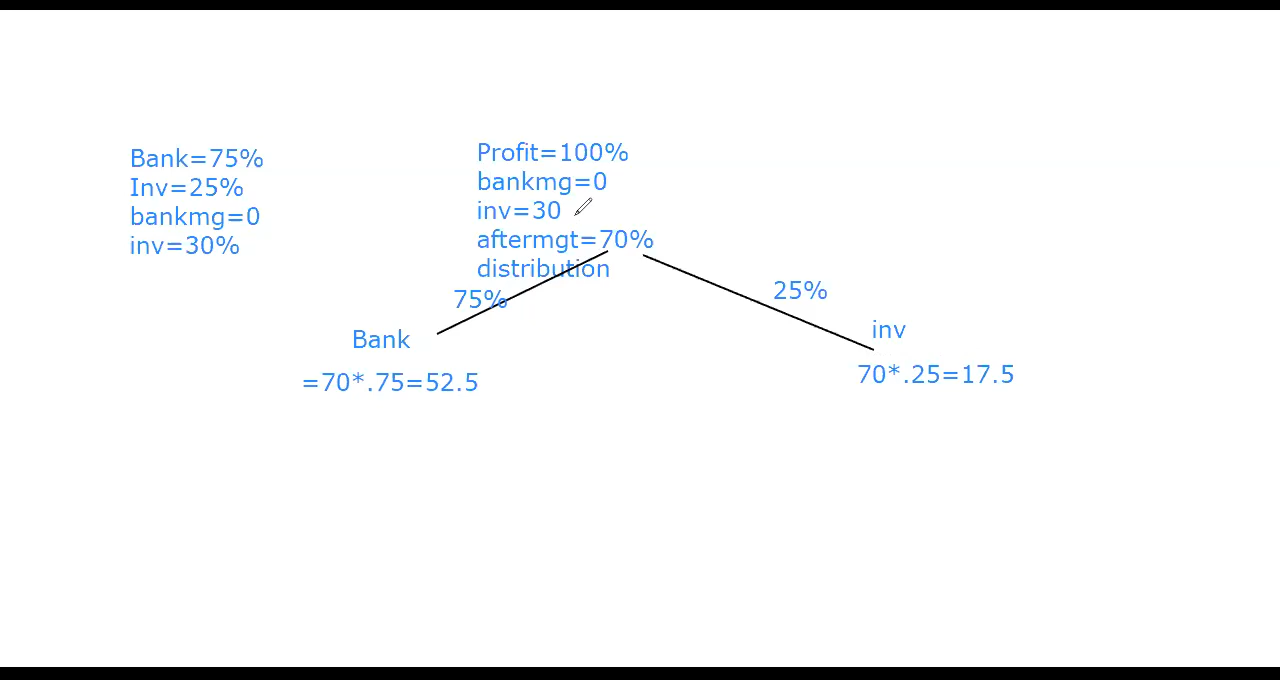 Bank=75%
Inv=25%
bankmg=0
inv=30%
Profit=100%
bankmg=0
inv=30
aftermgt=70%
distribution
75%
25%
Bank
inv
=70*.75=52.5
70*.25=17.5